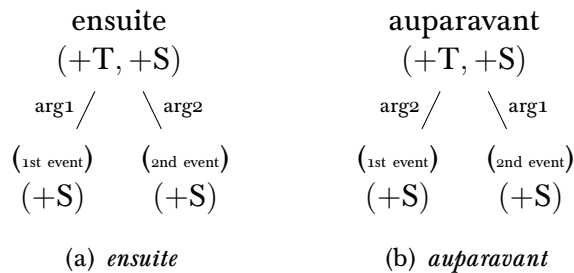 ensuite
(+T, +S)
arg1 arg2
(1st event) (2nd event)
(+S) (+S)
(a) ensuite
auparavant
(+T, +S)
arg2 arg1
(1st event) (2nd event)
(+S) (+S)
(b) auparavant